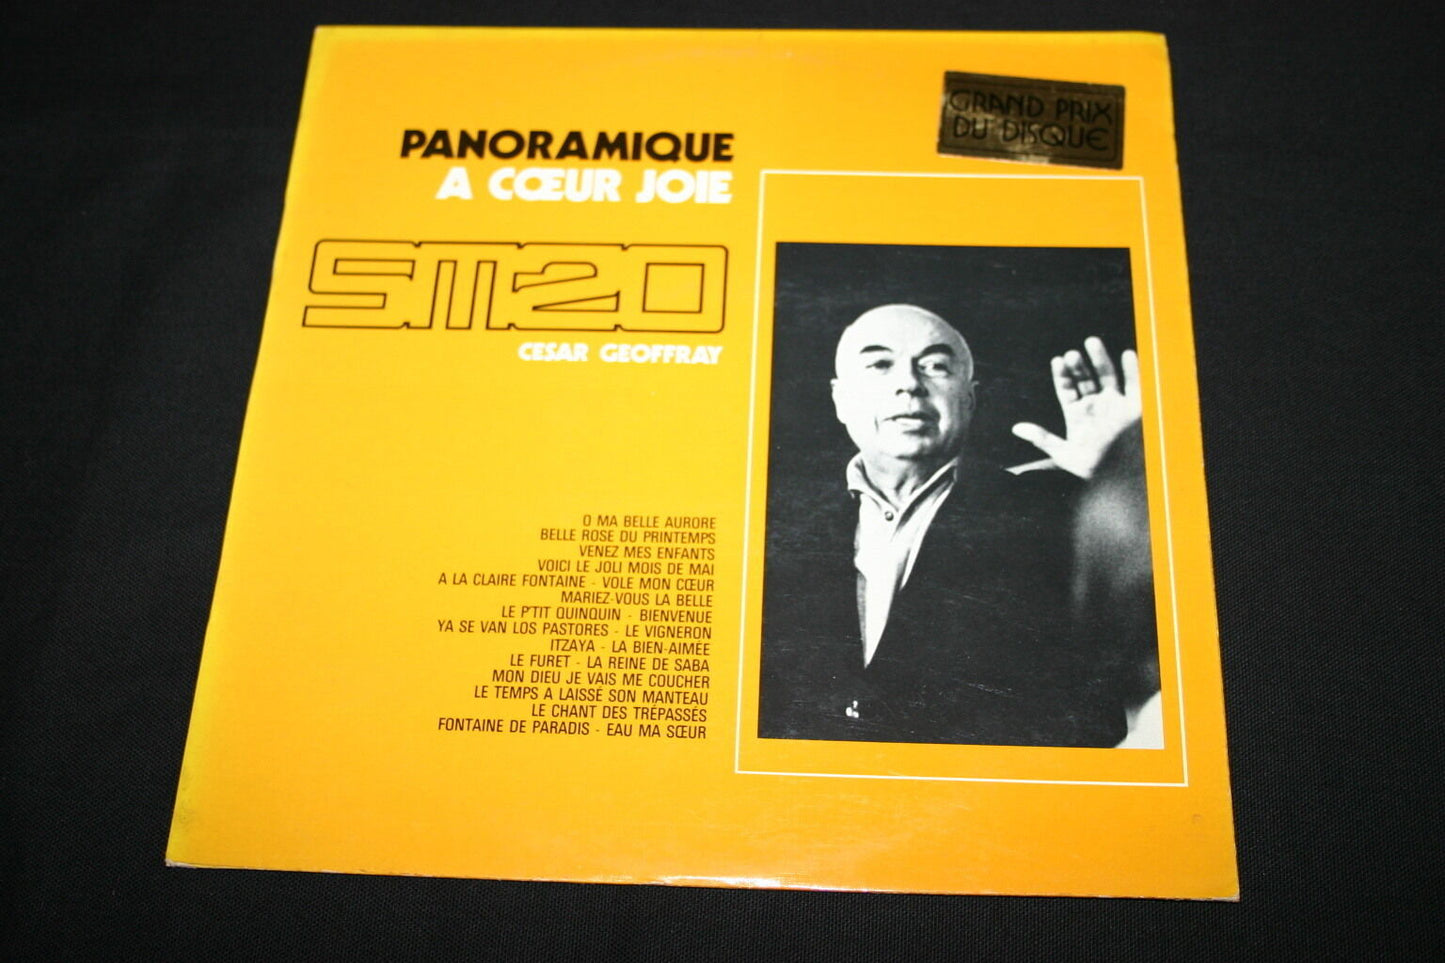 PANORAMIQUE
A CŒUR JOIE
GRAND PRIX
DU DISQUE
SM20
CESAR GEOFFRAY
O MA BELLE AURORE
BELLE ROSE DU PRINTEMPS
VENEZ MES ENFANTS
VOICI LE JOLI MOIS DE MAI
A LA CLAIRE FONTAINE - VOLE MON CŒUR
MARIEZ-VOUS LA BELLE
LE P'TIT QUINQUIN - BIENVENUE
YA SE VAN LOS PASTORES - LE VIGNERON
ITZAYA - LA BIEN-AIMÉE
LE FURET - LA REINE DE SABA
MON DIEU JE VAIS ME COUCHER
LE TEMPS A LAISSÉ SON MANTEAU
LE CHANT DES TRÉPASSÉS
FONTAINE DE PARADIS - EAU MA SŒUR